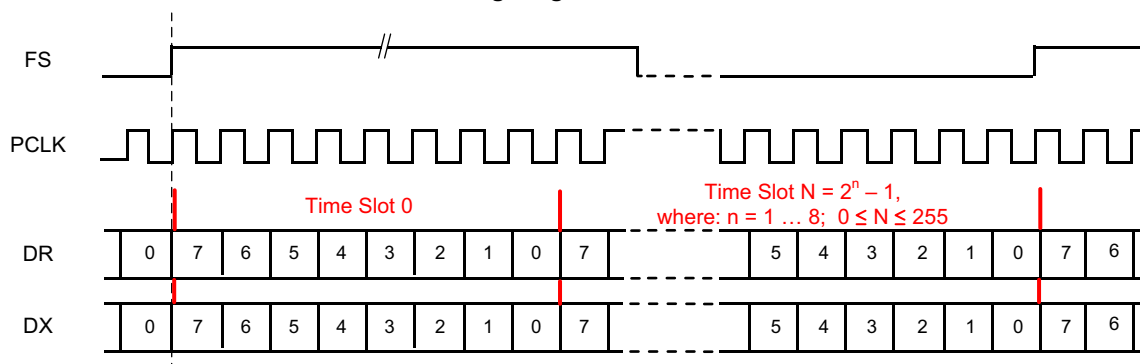 FS
PCLK
Time Slot 0
Time Slot N = 2ⁿ – 1,
where: n = 1 … 8; 0 ≤ N ≤ 255
DR 0 7 6 5 4 3 2 1 0 7 5 4 3 2 1 0 7 6
DX 0 7 6 5 4 3 2 1 0 7 5 4 3 2 1 0 7 6